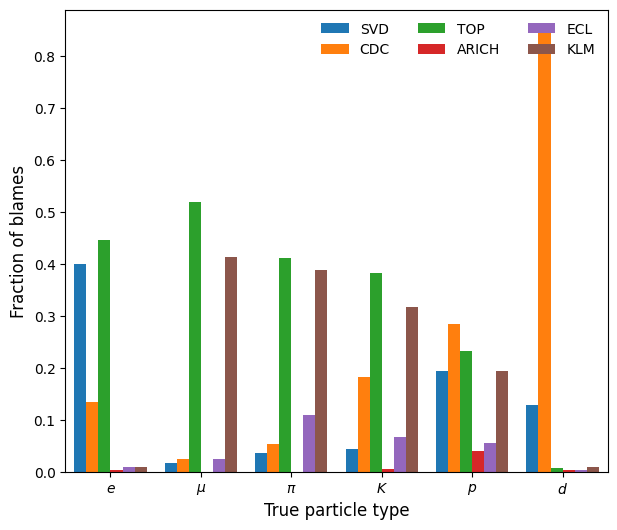 SVD TOP ECL
CDC ARICH KLM
0.8
0.7
0.6
0.5
0.4
0.3
0.2
0.1
0.0
Fraction of blames
e μ π K p d
True particle type